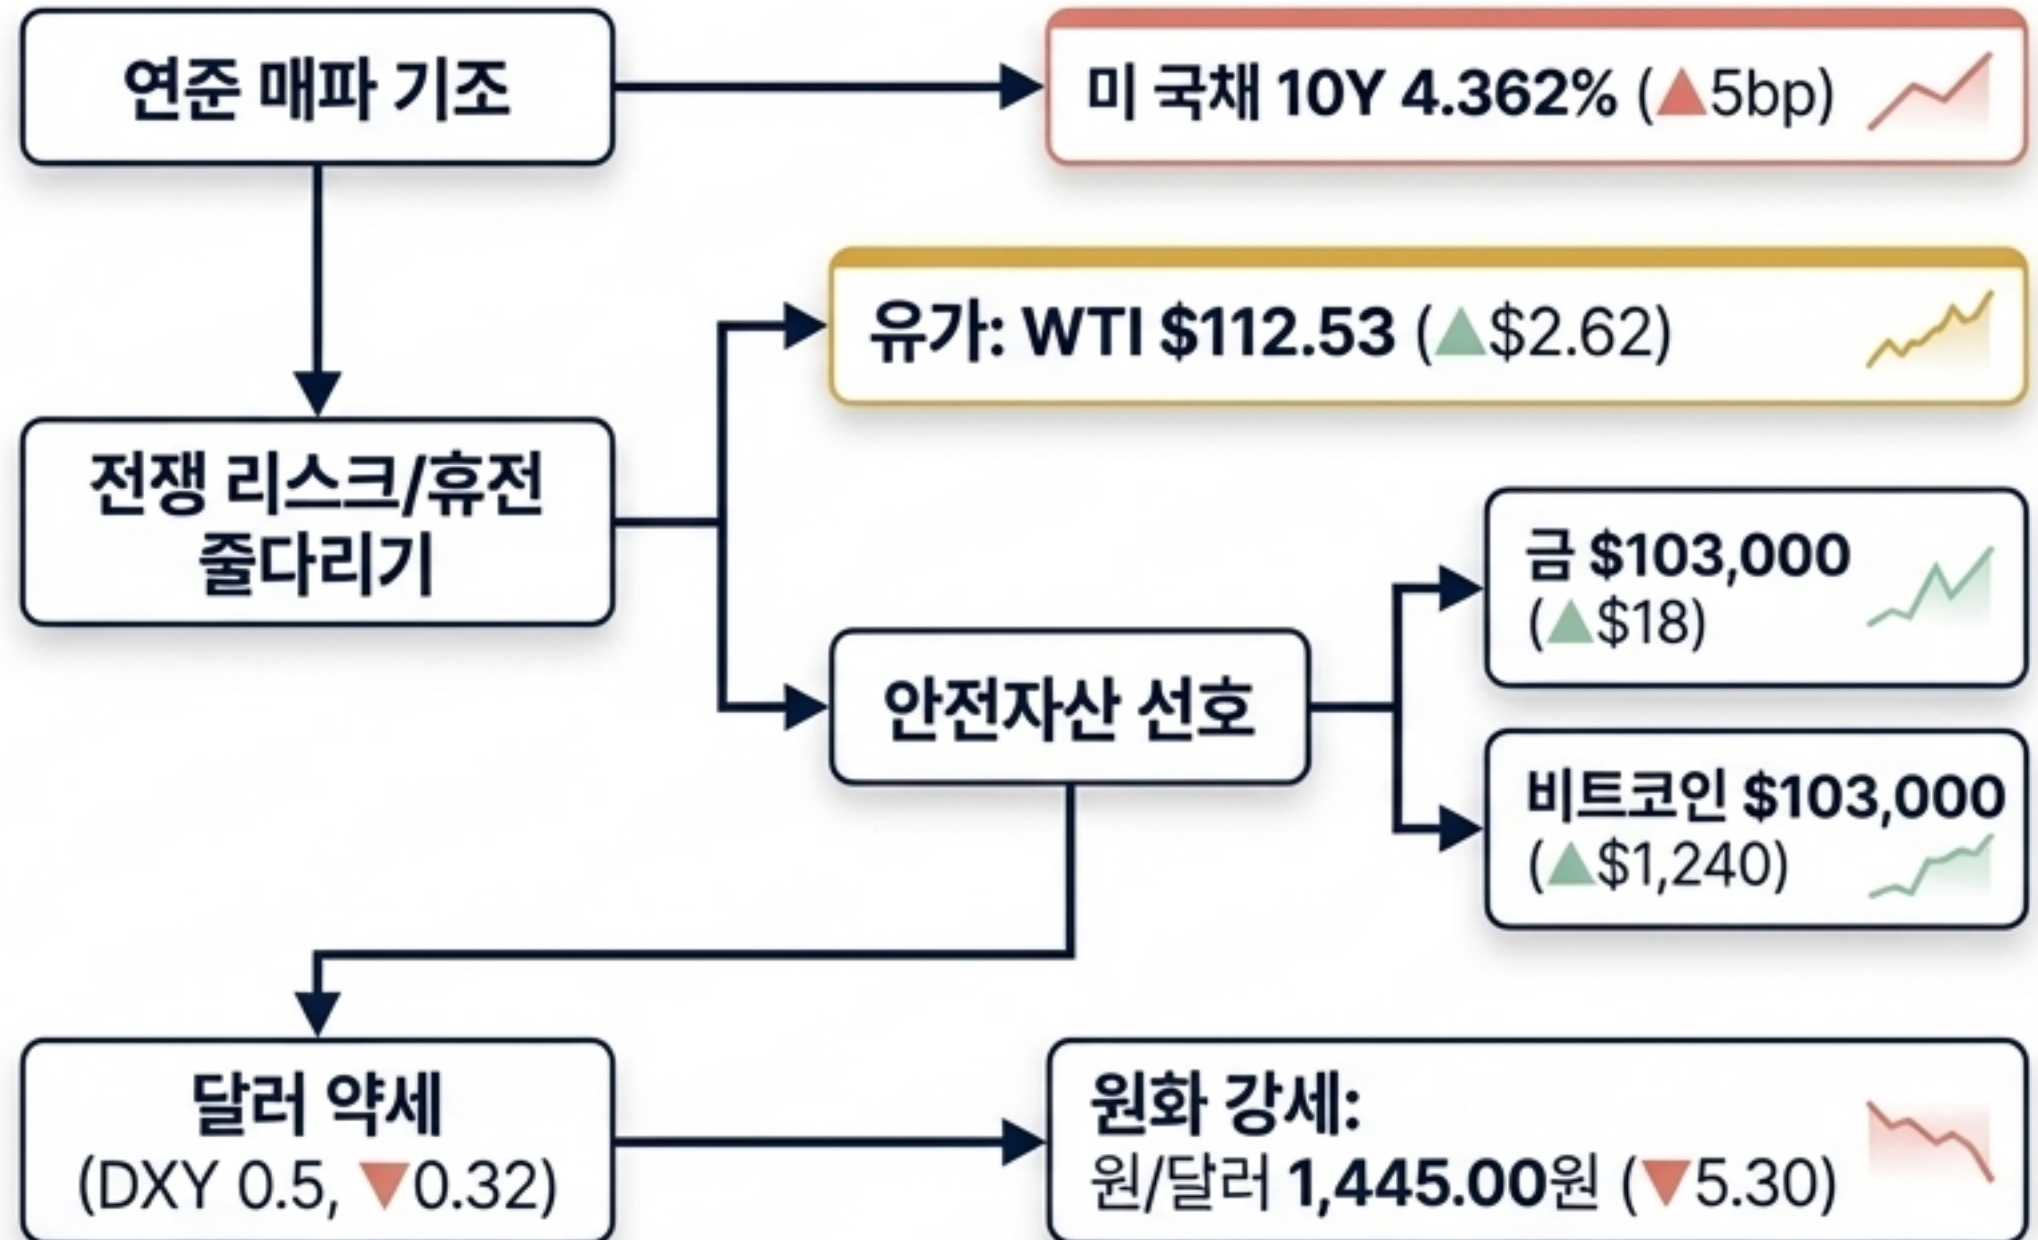 연준 매파 기조
미 국채 10Y 4.362% (▲5bp)
유가: WTI $112.53 (▲$2.62)
전쟁 리스크/휴전
줄다리기
금 $103,000
(▲$18)
안전자산 선호
비트코인 $103,000
(▲$1,240)
달러 약세
(DXY 0.5, ▼0.32)
원화 강세:
원/달러 1,445.00원 (▼5.30)